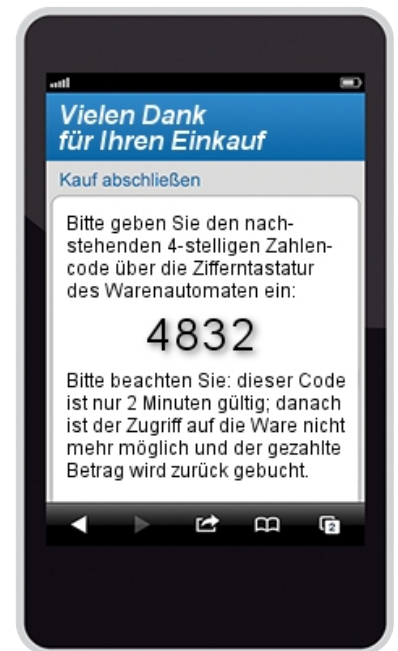 Vielen Dank
für Ihren Einkauf
Kauf abschließen
Bitte geben Sie den nach-
stehenden 4-stelligen Zahlen-
code über die Zifferntastatur
des Warenautomaten ein:
4832
Bitte beachten Sie: dieser Code
ist nur 2 Minuten gültig; danach
ist der Zugriff auf die Ware nicht
mehr möglich und der gezahlte
Betrag wird zurück gebucht.
2